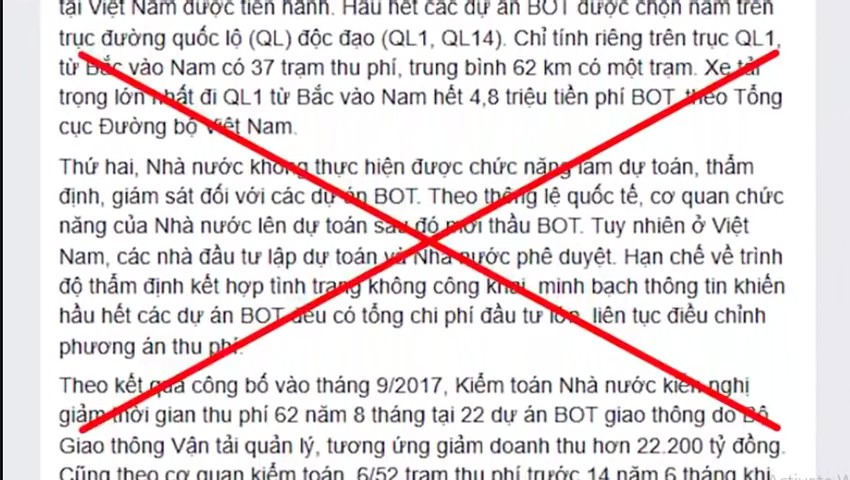 tại Việt Nam được tiến hành. Hầu hết các dự án BOT được chọn nằm trên
trục đường quốc lộ (QL) độc đạo (QL1, QL14). Chỉ tính riêng trên trục QL1,
từ Bắc vào Nam có 37 trạm thu phí, trung bình 62 km có một trạm. Xe tải
trọng lớn nhất đi QL1 từ Bắc vào Nam hết 4,8 triệu tiền phí BOT, theo Tổng
cục Đường bộ Việt Nam.
Thứ hai, Nhà nước không thực hiện được chức năng làm dự toán, thẩm
định, giám sát đối với các dự án BOT. Theo thông lệ quốc tế, cơ quan chức
năng của Nhà nước lên dự toán sau đó mới thầu BOT. Tuy nhiên ở Việt
Nam, các nhà đầu tư lập dự toán và Nhà nước phê duyệt. Hạn chế về trình
độ thẩm định kết hợp tình trạng không công khai, minh bạch thông tin khiến
hầu hết các dự án BOT đều có tổng chi phí đầu tư lớn, liên tục điều chỉnh
phương án thu phí.
Theo kết quả công bố vào tháng 9/2017, Kiểm toán Nhà nước kiến nghị
giảm thời gian thu phí 62 năm 8 tháng tại 22 dự án BOT giao thông do Bộ
Giao thông Vận tải quản lý, tương ứng giảm doanh thu hơn 22.200 tỷ đồng.
Cũng theo cơ quan kiểm toán, 6/52 trạm thu phí trước 14 năm 6 tháng khi
Activate W